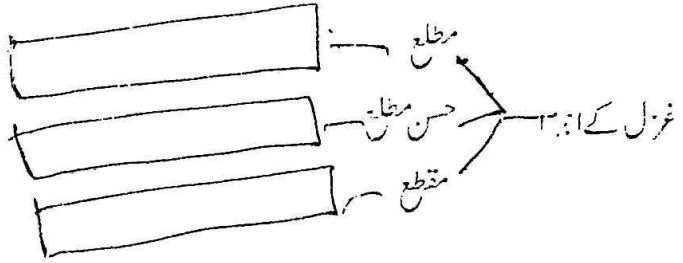 مطلع
غزل کے اجزا
حسن مطلع
مقطع